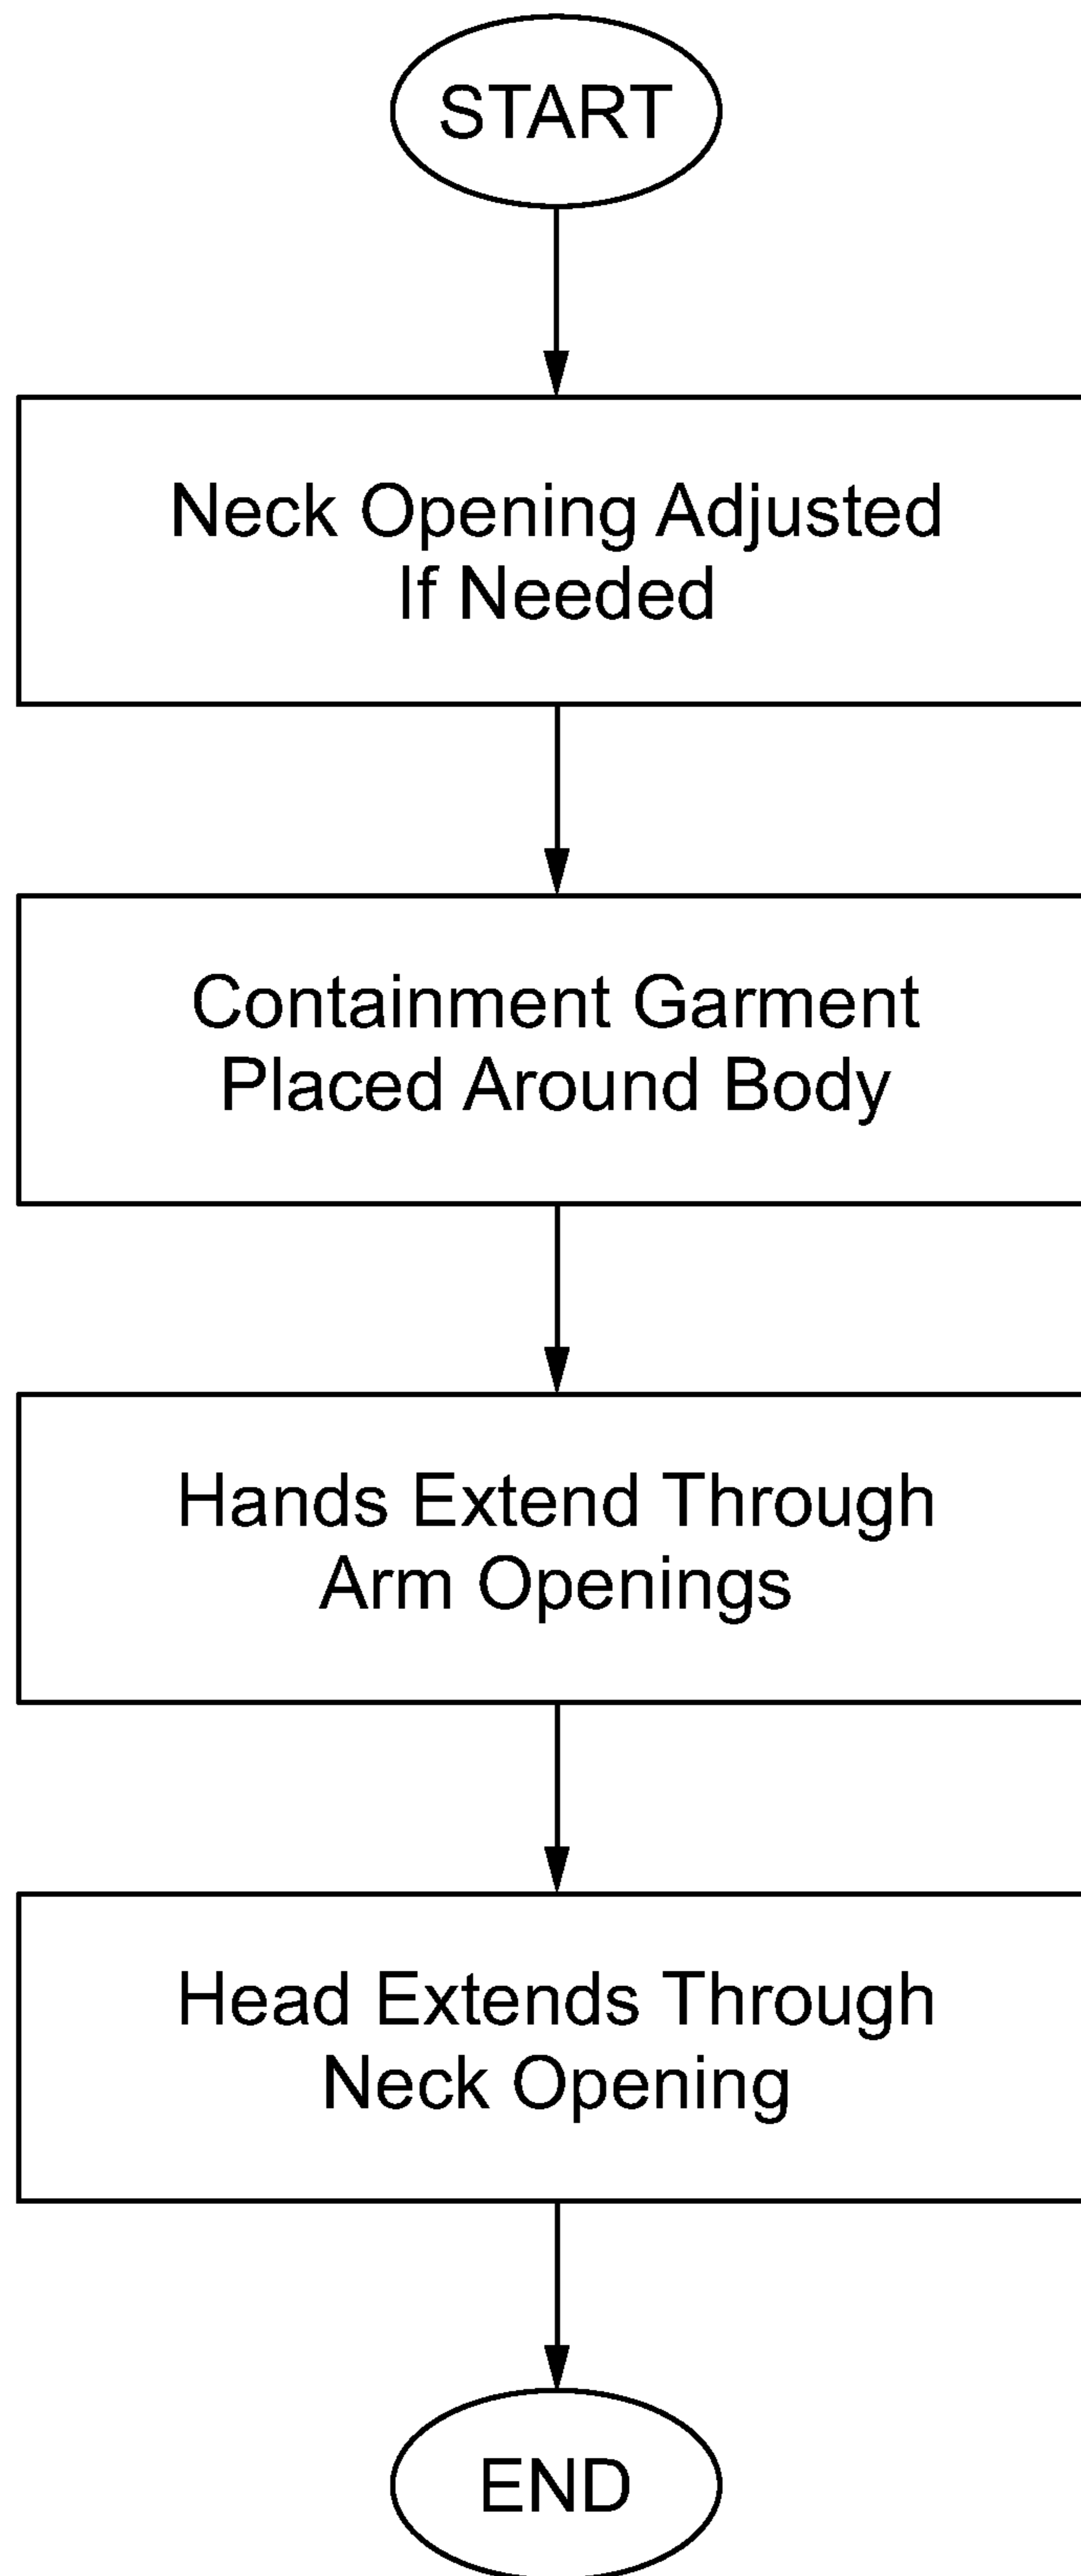 START
Neck Opening Adjusted
If Needed
Containment Garment
Placed Around Body
Hands Extend Through
Arm Openings
Head Extends Through
Neck Opening
END